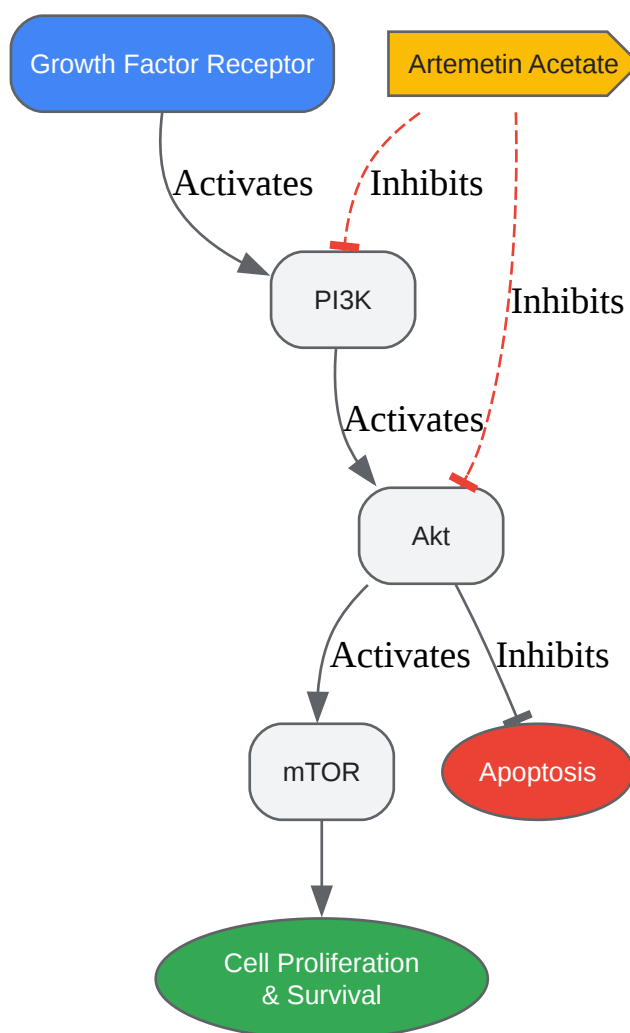 Growth Factor Receptor
Artemetin Acetate
Activates
Inhibits
PI3K
Inhibits
Activates
Akt
Activates
Inhibits
mTOR
Apoptosis
Cell Proliferation
& Survival